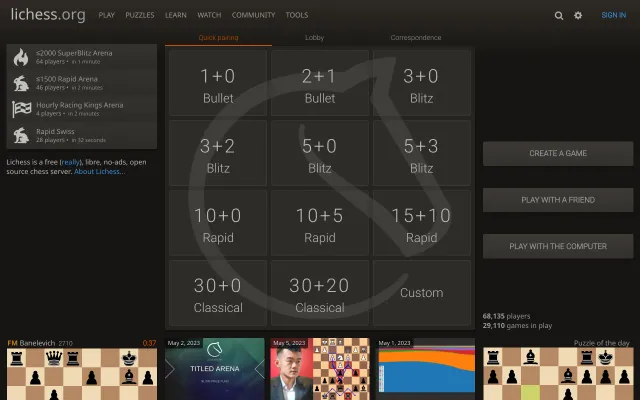 lichess.org PLAY PUZZLES LEARN WATCH COMMUNITY TOOLS SIGN IN
Quick pairing Lobby Correspondence
≤2000 SuperBlitz Arena
64 players • in 1 minute
≤1500 Rapid Arena
46 players • in 2 minutes
Hourly Racing Kings Arena
4 players • in 2 minutes
Rapid Swiss
28 players • in 32 seconds
Lichess is a free (really), libre, no-ads, open
source chess server. About Lichess...
1+0
Bullet
2+1
Bullet
3+0
Blitz
3+2
Blitz
5+0
Blitz
5+3
Blitz
10+0
Rapid
10+5
Rapid
15+10
Rapid
30+0
Classical
30+20
Classical
Custom
CREATE A GAME
PLAY WITH A FRIEND
PLAY WITH THE COMPUTER
68,135 players
29,110 games in play
FM Banelevich 2710 0:37
May 2, 2023
TITLED ARENA
May 5, 2023
May 1, 2023
Puzzle of the day